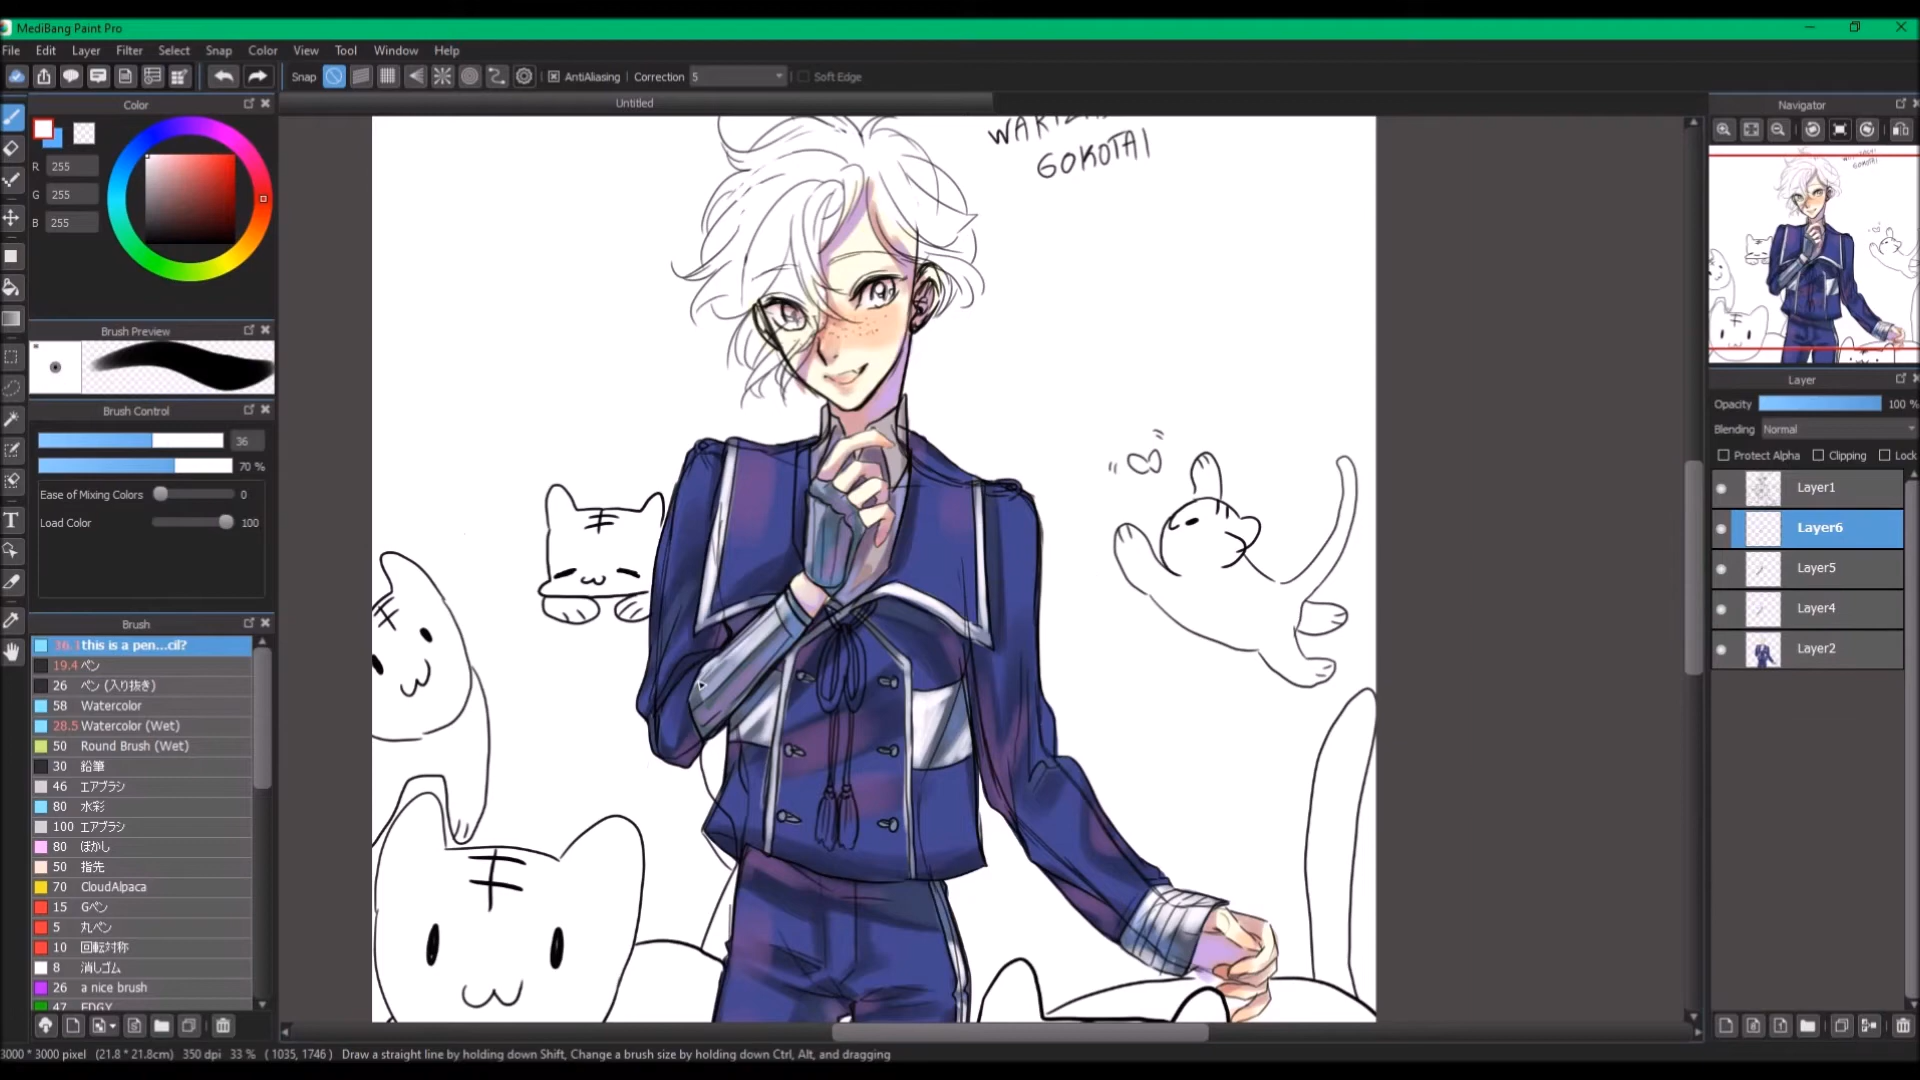 MediBang Paint Pro
File Edit Layer Filter Select Snap Color View Tool Window Help
Snap AntiAliasing Correction 5 Soft Edge
Color
Untitled
Navigator
R 255
G 255
B 255
GOKOTAI
Brush Preview
Brush Control
36
70 %
Ease of Mixing Colors 0
Load Color 100
Brush
36.1 this is a pen...cil?
19.4 ペン
26 ペン (入り抜き)
58 Watercolor
28.5 Watercolor (Wet)
50 Round Brush (Wet)
30 鉛筆
46 エアブラシ
80 水彩
100 エアブラシ
80 ぼかし
50 指先
70 CloudAlpaca
15 Gペン
5 丸ペン
10 回転対称
8 消しゴム
26 a nice brush
47 EDGY
Layer
Opacity 100 %
Blending Normal
Protect Alpha Clipping Lock
Layer1
Layer6
Layer5
Layer4
Layer2
3000 * 3000 pixel (21.8 * 21.8cm) 350 dpi 33 % ( 1035, 1746 ) Draw a straight line by holding down Shift, Change a brush size by holding down Ctrl, Alt, and dragging